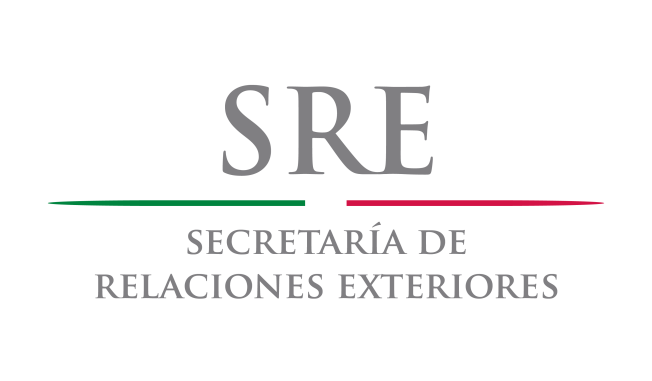 SRE
SECRETARÍA DE
RELACIONES EXTERIORES